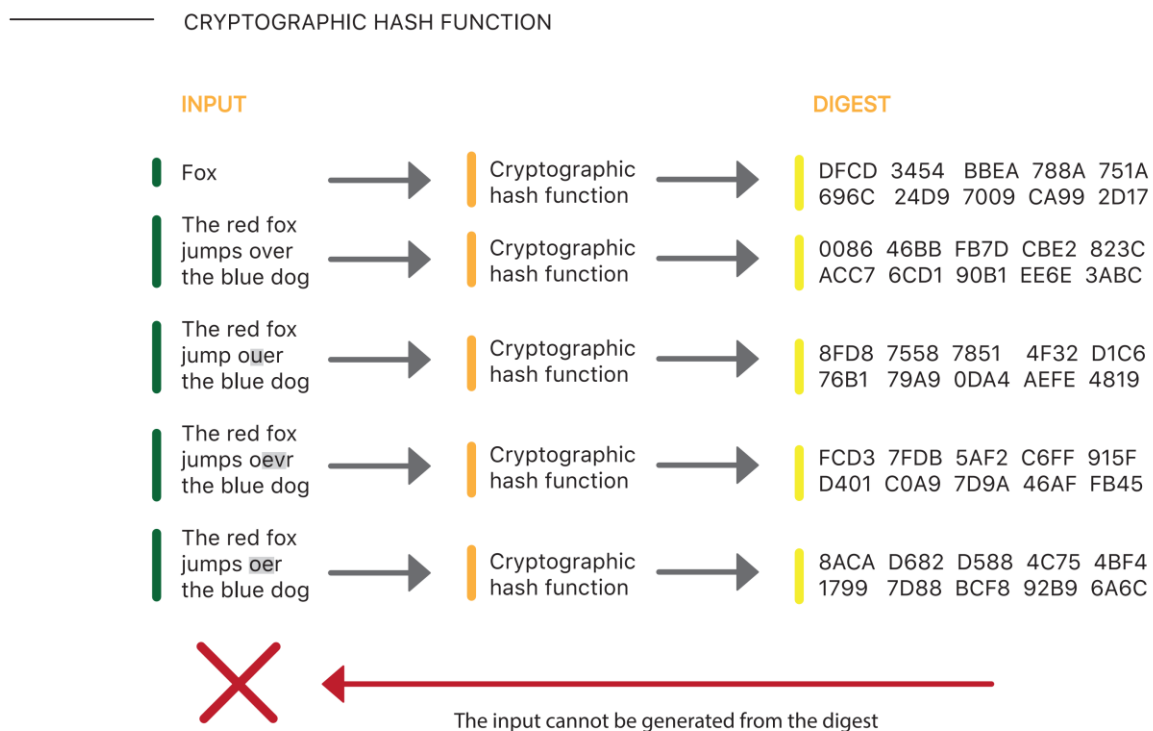 CRYPTOGRAPHIC HASH FUNCTION
INPUT
DIGEST
Fox
Cryptographic
hash function
DFCD 3454 BBEA 788A 751A
696C 24D9 7009 CA99 2D17
The red fox
jumps over
the blue dog
Cryptographic
hash function
0086 46BB FB7D CBE2 823C
ACC7 6CD1 90B1 EE6E 3ABC
The red fox
jump ouer
the blue dog
Cryptographic
hash function
8FD8 7558 7851 4F32 D1C6
76B1 79A9 0DA4 AEFE 4819
The red fox
jumps oevr
the blue dog
Cryptographic
hash function
FCD3 7FDB 5AF2 C6FF 915F
D401 C0A9 7D9A 46AF FB45
The red fox
jumps oer
the blue dog
Cryptographic
hash function
8ACA D682 D588 4C75 4BF4
1799 7D88 BCF8 92B9 6A6C
The input cannot be generated from the digest